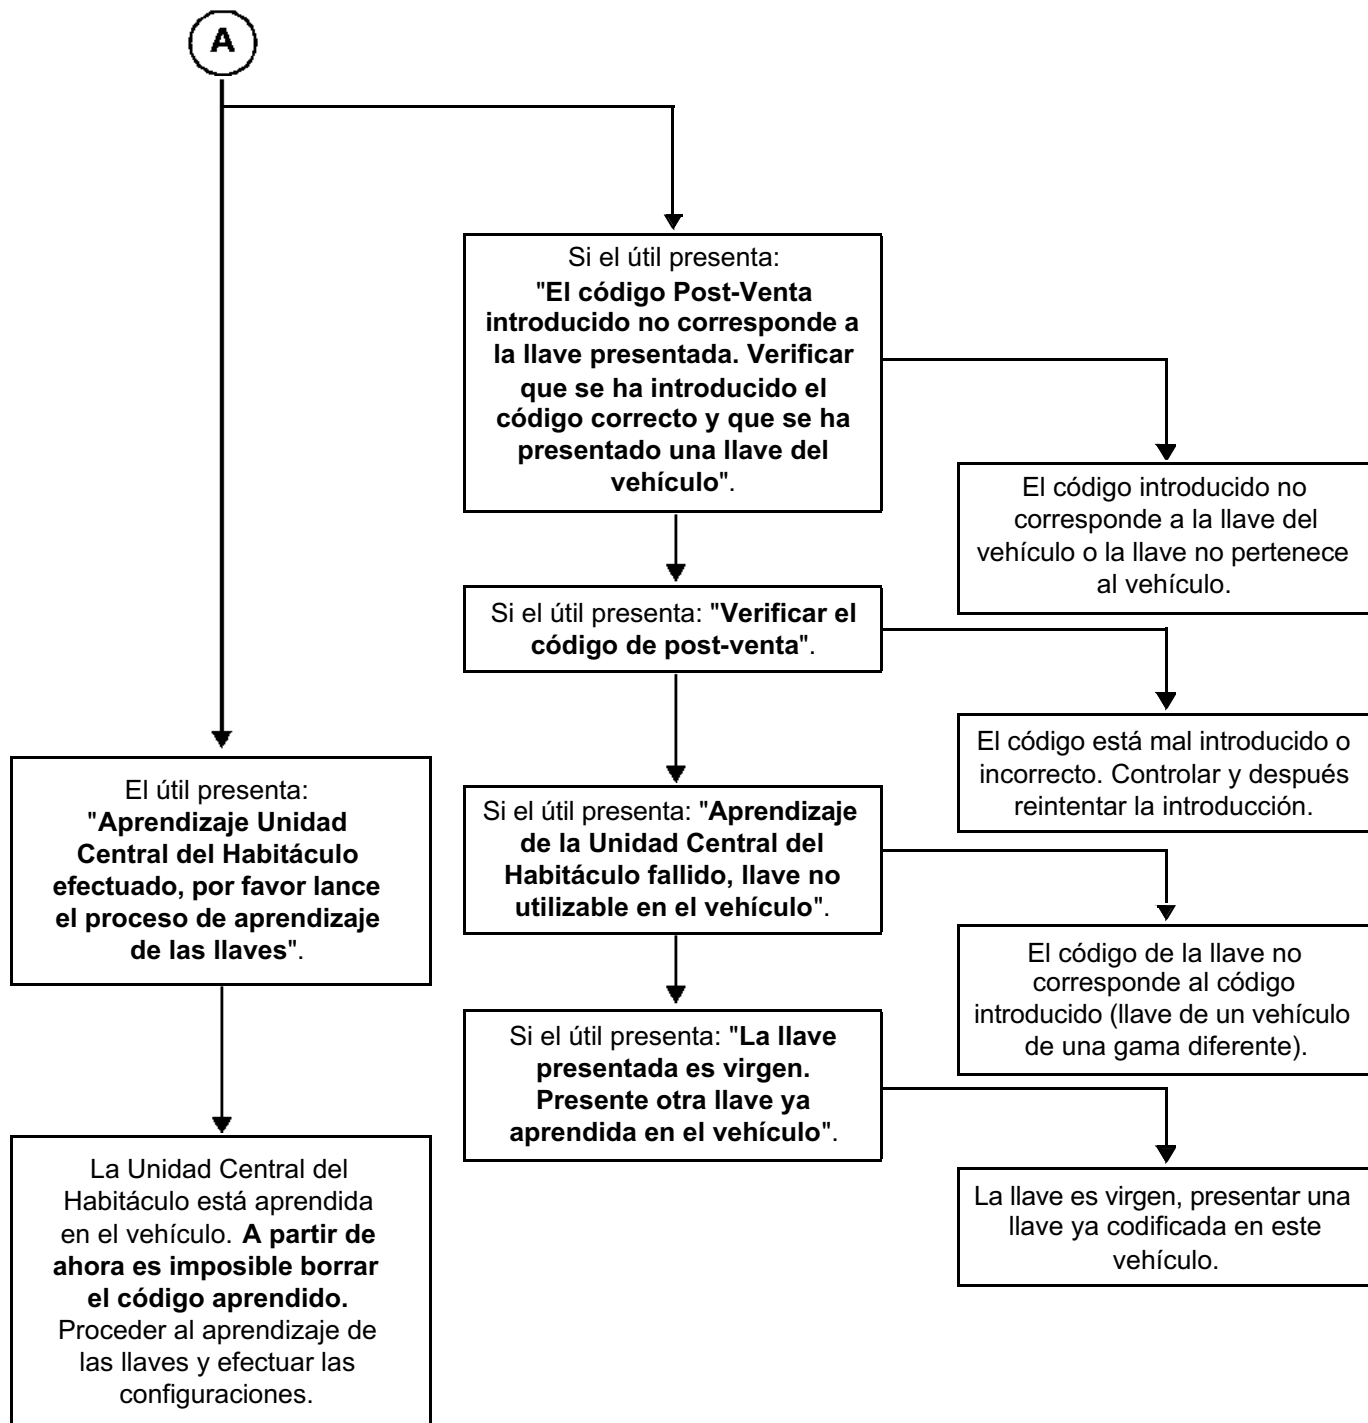 A
Si el útil presenta:
"El código Post-Venta
introducido no corresponde a
la llave presentada. Verificar
que se ha introducido el
código correcto y que se ha
presentado una llave del
vehículo".
El código introducido no
corresponde a la llave del
vehículo o la llave no pertenece
al vehículo.
Si el útil presenta: "Verificar el
código de post-venta".
El código está mal introducido o
incorrecto. Controlar y después
reintentar la introducción.
El útil presenta:
"Aprendizaje Unidad
Central del Habitáculo
efectuado, por favor lance
el proceso de aprendizaje
de las llaves".
Si el útil presenta: "Aprendizaje
de la Unidad Central del
Habitáculo fallido, llave no
utilizable en el vehículo".
El código de la llave no
corresponde al código
introducido (llave de un vehículo
de una gama diferente).
Si el útil presenta: "La llave
presentada es virgen.
Presente otra llave ya
aprendida en el vehículo".
La llave es virgen, presentar una
llave ya codificada en este
vehículo.
La Unidad Central del
Habitáculo está aprendida
en el vehículo. A partir de
ahora es imposible borrar
el código aprendido.
Proceder al aprendizaje de
las llaves y efectuar las
configuraciones.